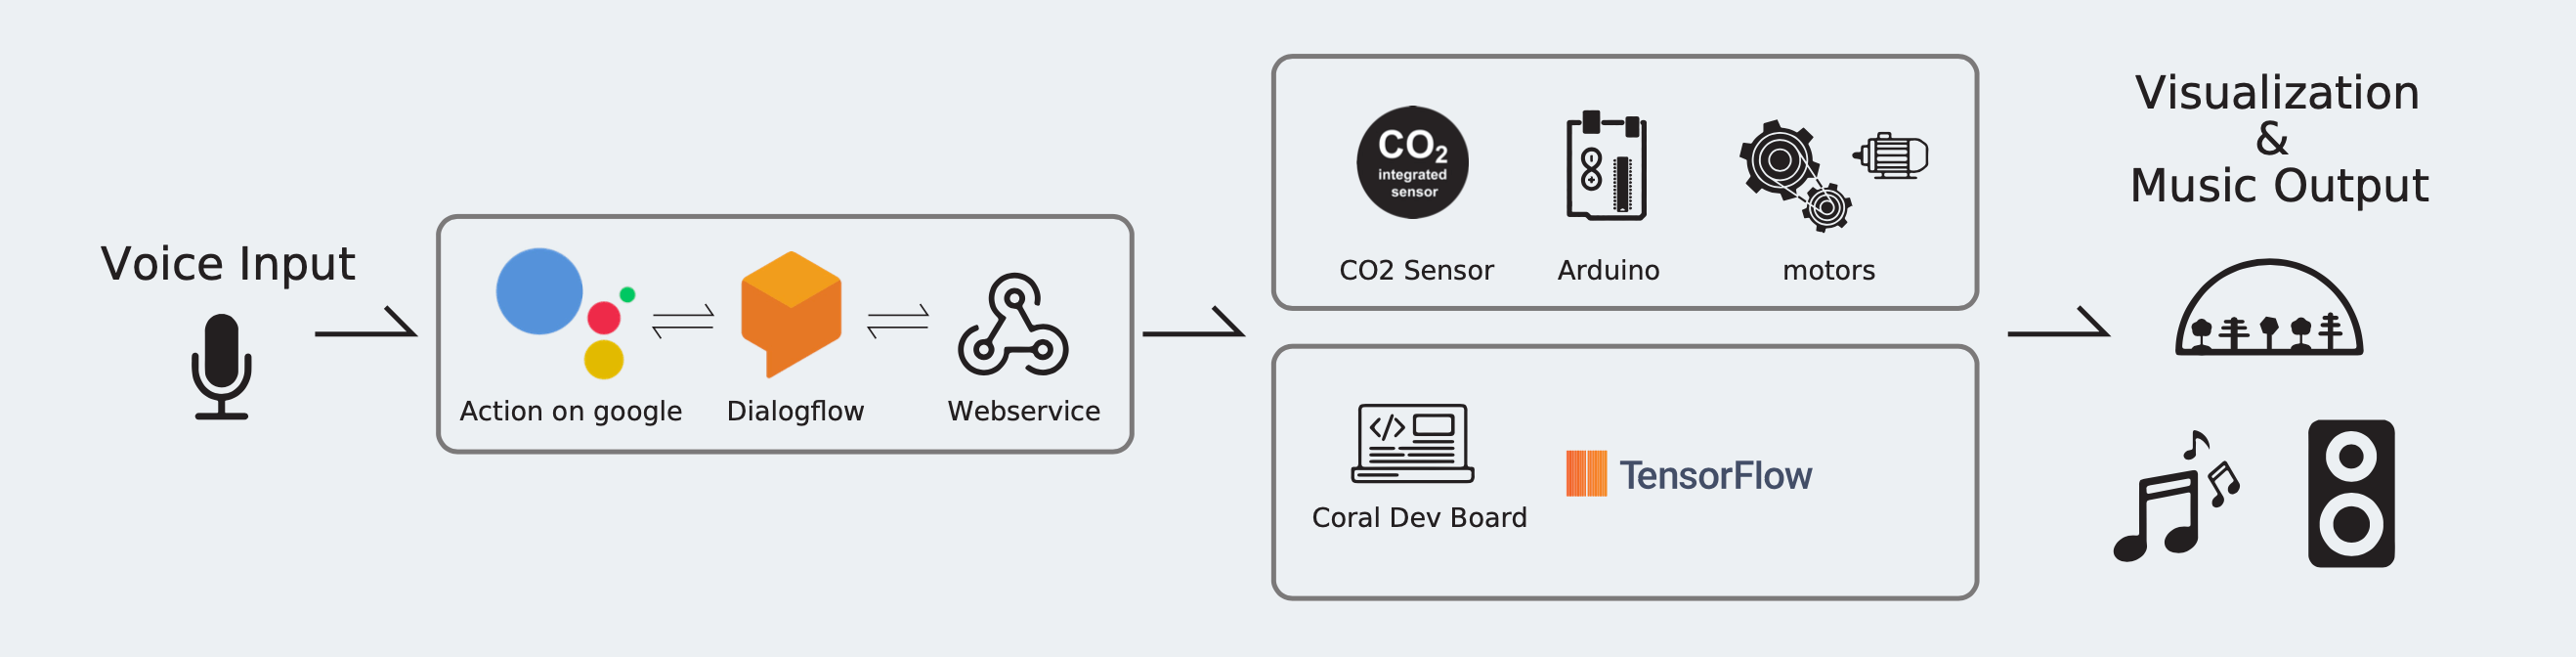 Voice Input
Action on google
Dialogflow
Webservice
CO2
integrated
sensor
CO2 Sensor
Arduino
motors
</>
Coral Dev Board
TensorFlow
Visualization
&
Music Output